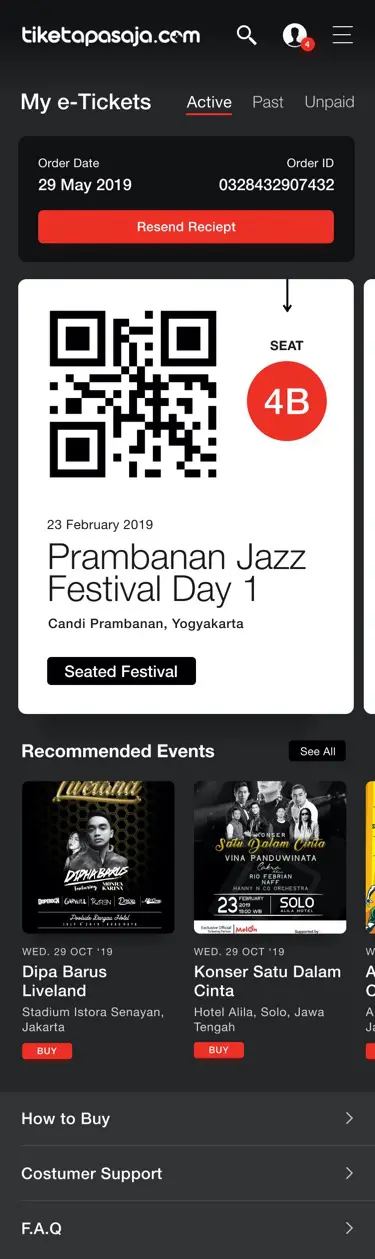 tiketapasaja.com
4
My e-Tickets Active Past Unpaid
Order Date Order ID
29 May 2019 0328432907432
Resend Reciept
SEAT
4B
23 February 2019
Prambanan Jazz
Festival Day 1
Candi Prambanan, Yogyakarta
Seated Festival
Recommended Events
See All
Liveland
DIPHA BARUS
Featuring MONICA KARINA
KONSER
Satu Dalam Cinta
VINA PANDUWINATA
Cakra
RIO FEBRIAN
NAFF
HANNY N CO ORCHESTRA
23 FEBRUARY 2019 19:00 WIB SOLO ALILA HOTEL
Supported by:
WED. 29 OCT '19
Dipa Barus
Liveland
Stadium Istora Senayan,
Jakarta
BUY
WED. 29 OCT '19
Konser Satu Dalam
Cinta
Hotel Alila, Solo, Jawa
Tengah
BUY
How to Buy
Costumer Support
F.A.Q